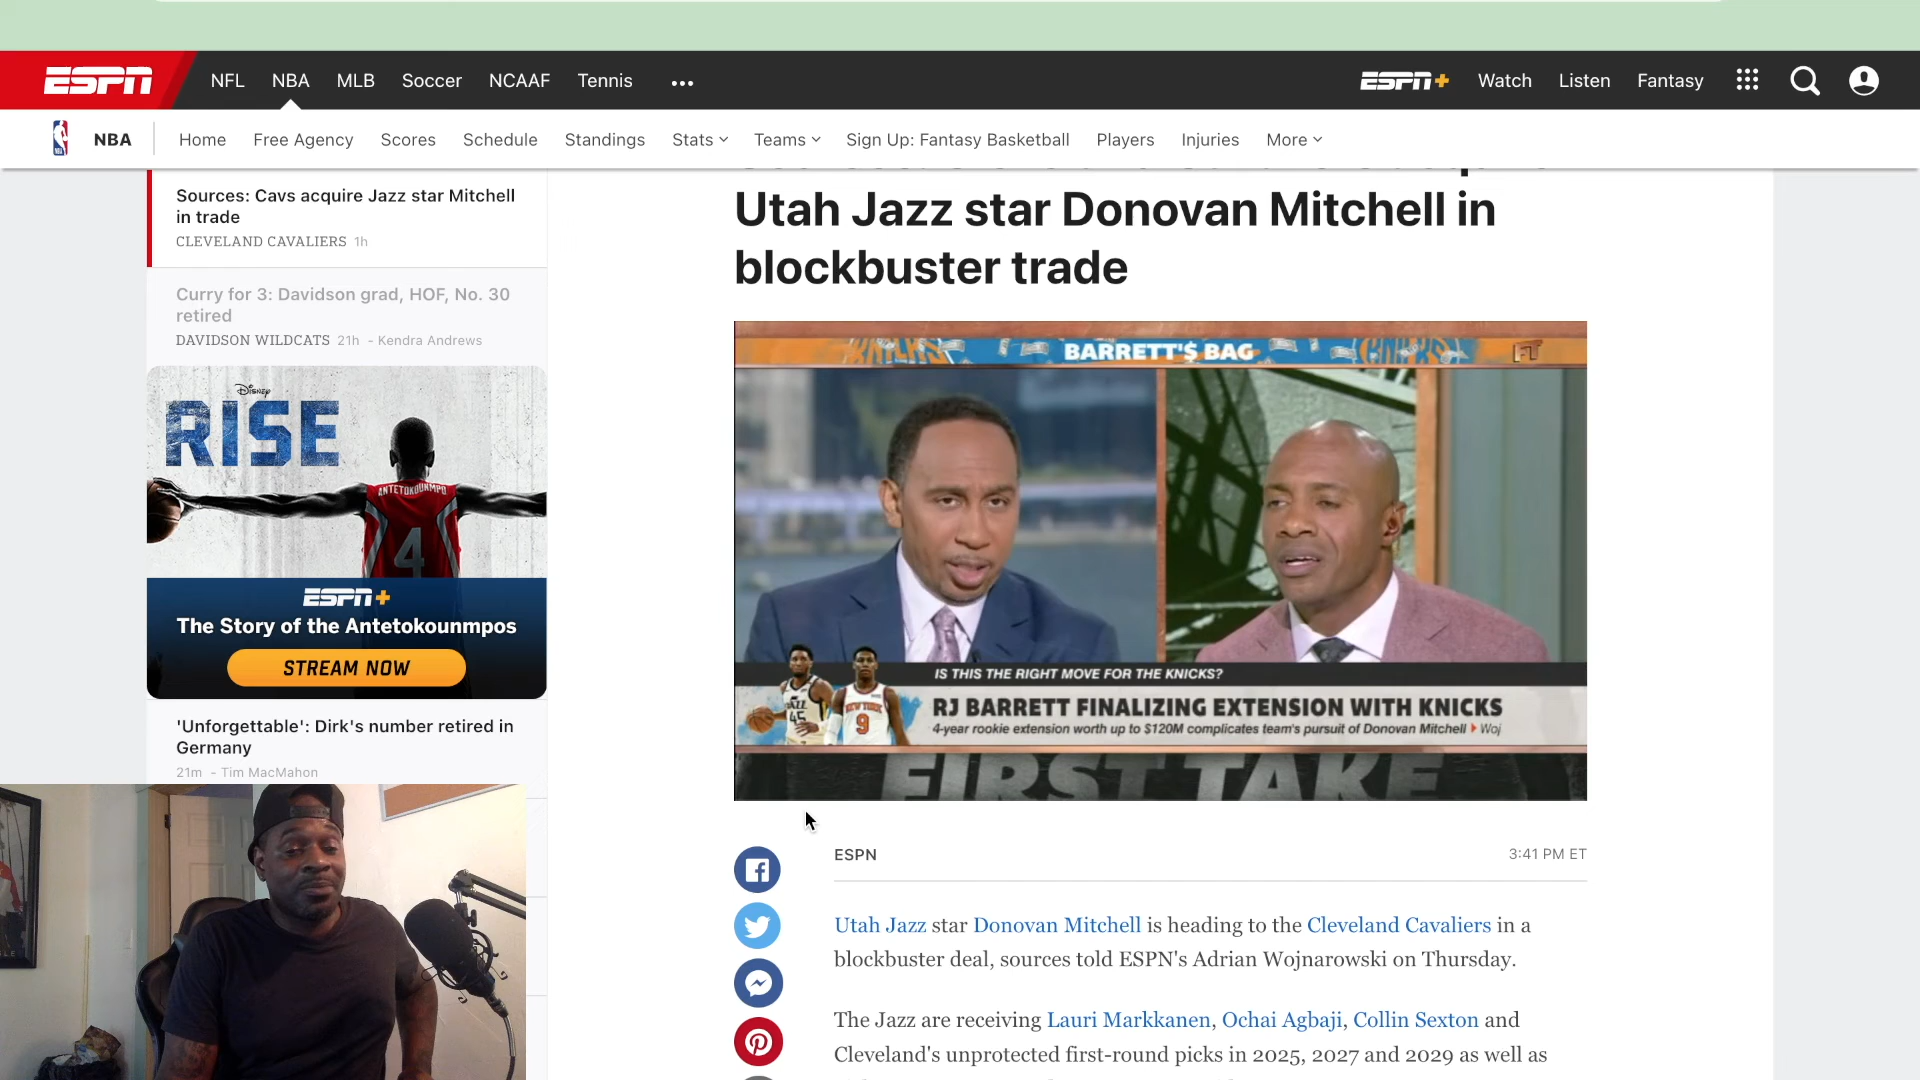 ESPN
NFL NBA MLB Soccer NCAAF Tennis ...
ESPN+ Watch Listen Fantasy
NBA Home Free Agency Scores Schedule Standings Stats Teams Sign Up: Fantasy Basketball Players Injuries More
Sources: Cavs acquire Jazz star Mitchell
in trade
CLEVELAND CAVALIERS 1h
Curry for 3: Davidson grad, HOF, No. 30
retired
DAVIDSON WILDCATS 21h - Kendra Andrews
Disney
RISE
ANTETOKOUNMPO
4
ESPN+
The Story of the Antetokounmpos
STREAM NOW
'Unforgettable': Dirk's number retired in
Germany
21m - Tim MacMahon
Utah Jazz star Donovan Mitchell in
blockbuster trade
KNICKS BARRETT'$ BAG KNICKS FT
IS THIS THE RIGHT MOVE FOR THE KNICKS?
JAZZ
45
NEW YORK
9
RJ BARRETT FINALIZING EXTENSION WITH KNICKS
4-year rookie extension worth up to $120M complicates team's pursuit of Donovan Mitchell Woj
FIRST TAKE
ESPN 3:41 PM ET
Utah Jazz star Donovan Mitchell is heading to the Cleveland Cavaliers in a
blockbuster deal, sources told ESPN's Adrian Wojnarowski on Thursday.
The Jazz are receiving Lauri Markkanen, Ochai Agbaji, Collin Sexton and
Cleveland's unprotected first-round picks in 2025, 2027 and 2029 as well as